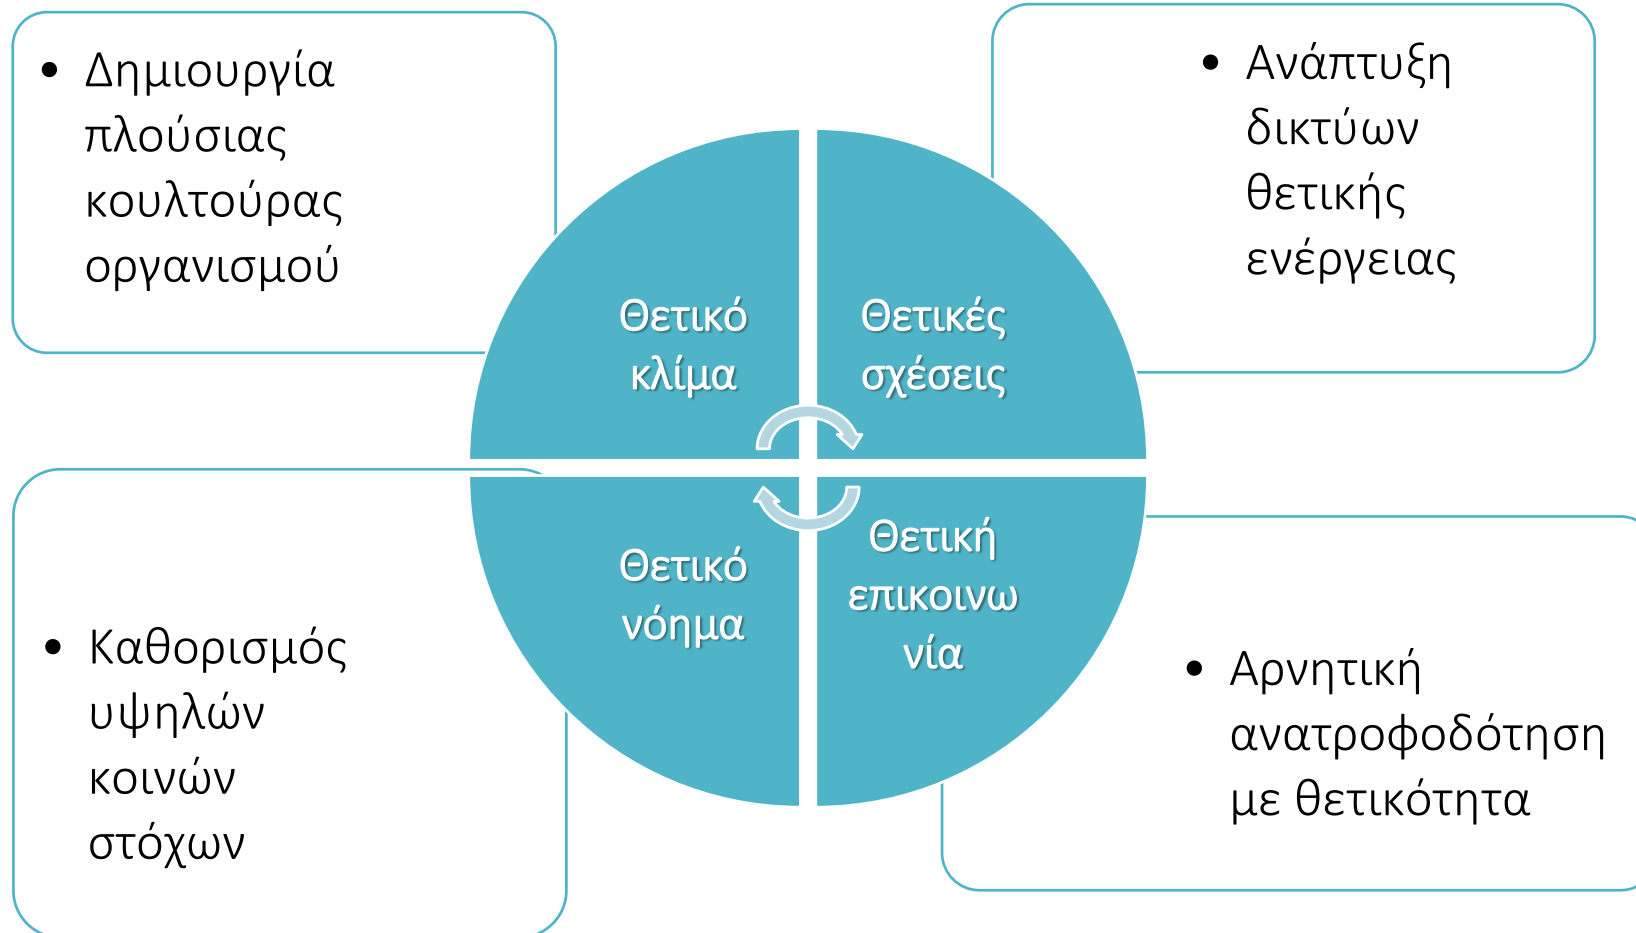 • Δημιουργία
πλούσιας
κουλτούρας
οργανισμού
• Ανάπτυξη
δικτύων
θετικής
ενέργειας
Θετικό
κλίμα
Θετικές
σχέσεις
Θετικό
νόημα
Θετική
επικοινω
νία
• Καθορισμός
υψηλών
κοινών
στόχων
• Αρνητική
ανατροφοδότηση
με θετικότητα